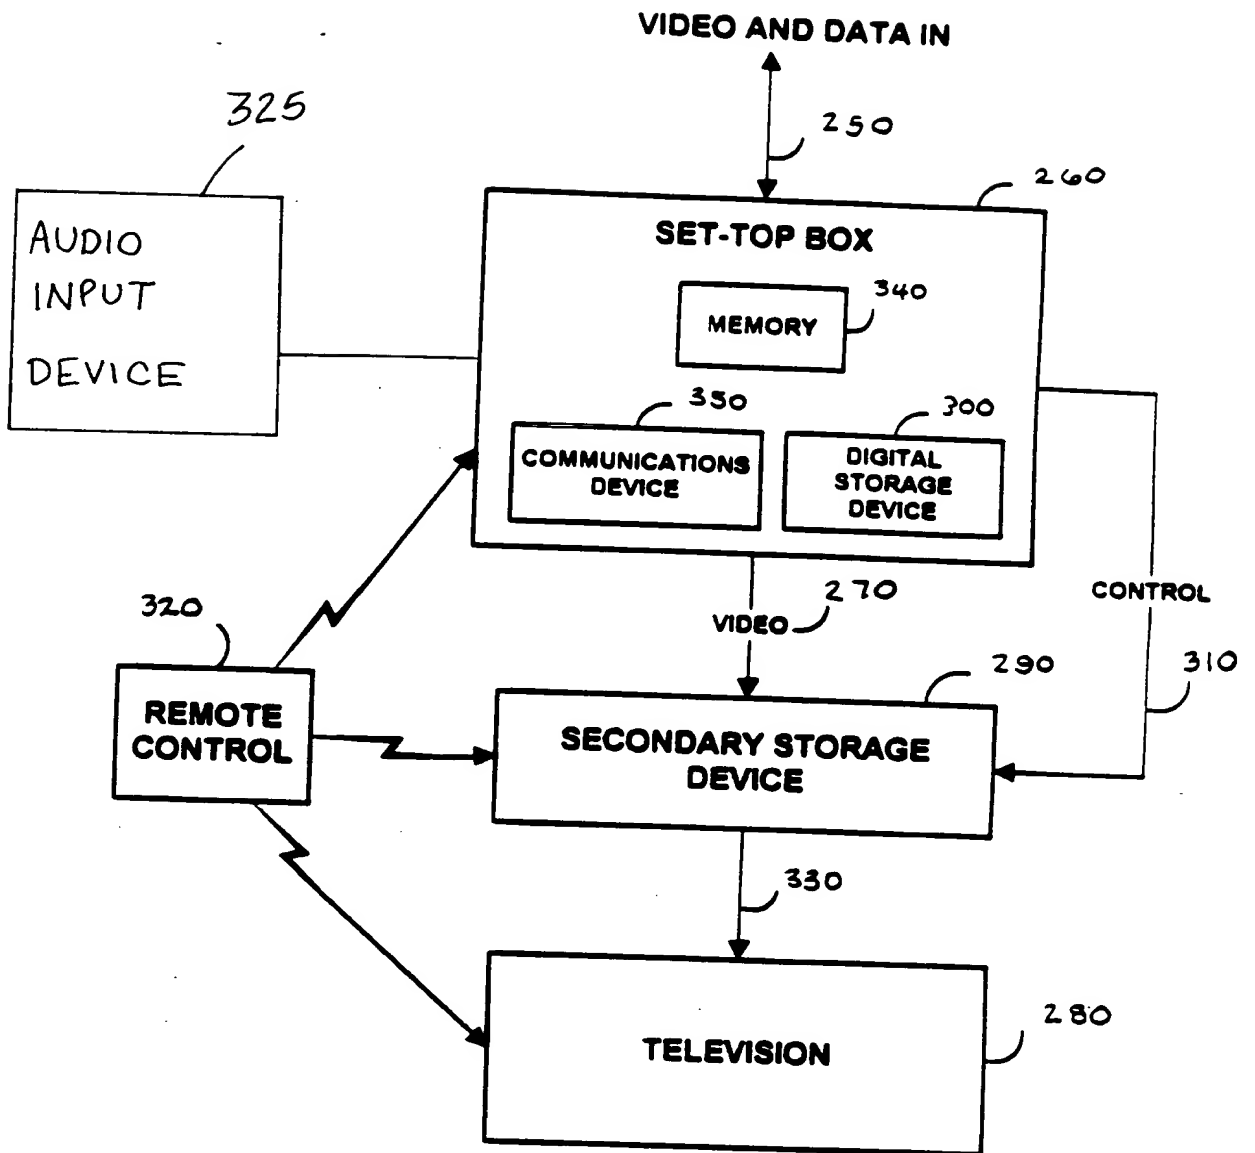 VIDEO AND DATA IN
325
250
260
AUDIO
INPUT
DEVICE
SET-TOP BOX
340
MEMORY
350
300
COMMUNICATIONS
DEVICE
DIGITAL
STORAGE
DEVICE
270
VIDEO
CONTROL
320
290
310
REMOTE
CONTROL
SECONDARY STORAGE
DEVICE
330
280
TELEVISION